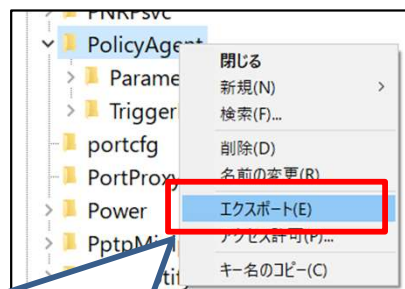 PNRPsvc
PolicyAgent
閉じる
Parame
新規(N)
Trigger
検索(F)...
portcfg
削除(D)
PortProxy
名前の変更(R)
Power
エクスポート(E)
PptpMi
アクセス許可(P)...
キー名のコピー(C)